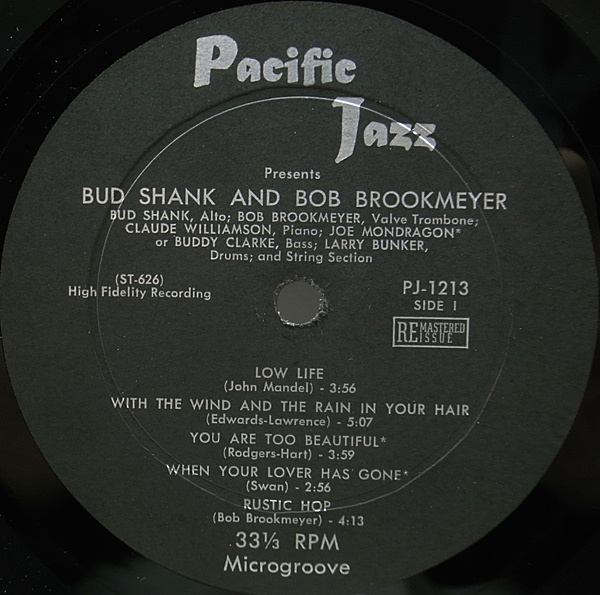 Pacific
Jazz
Presents
BUD SHANK AND BOB BROOKMEYER
BUD SHANK, Alto; BOB BROOKMEYER, Valve Trombone;
CLAUDE WILLIAMSON, Piano; JOE MONDRAGON*
or BUDDY CLARKE, Bass; LARRY BUNKER,
Drums; and String Section
(ST-626)
High Fidelity Recording
PJ-1213
SIDE I
REMASTERED
REISSUE
LOW LIFE
(John Mandel) - 3:56
WITH THE WIND AND THE RAIN IN YOUR HAIR
(Edwards-Lawrence) - 5:07
YOU ARE TOO BEAUTIFUL*
(Rodgers-Hart) - 3:59
WHEN YOUR LOVER HAS GONE*
(Swan) - 2:56
RUSTIC HOP
(Bob Brookmeyer) - 4:13
33⅓ RPM
Microgroove